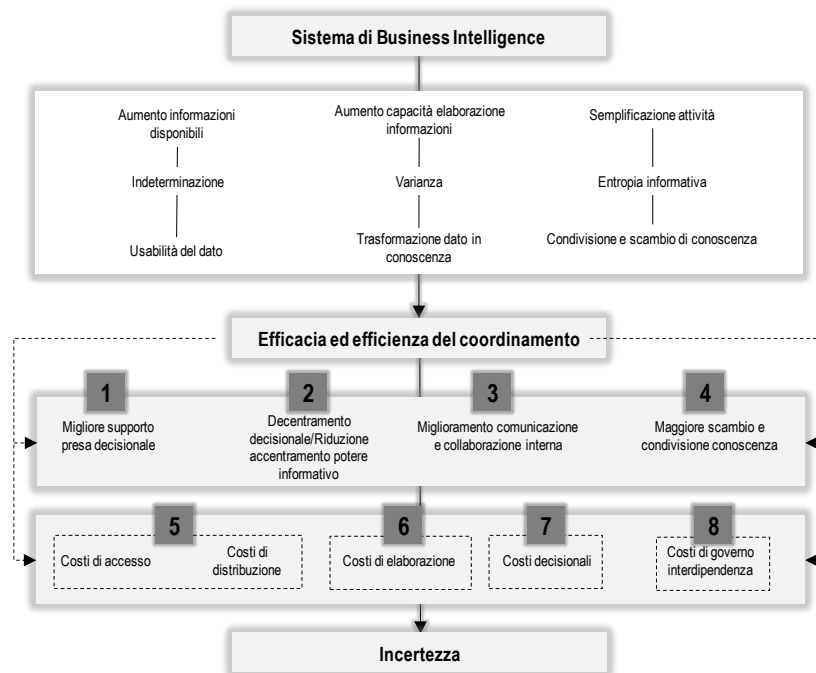 Sistema di Business Intelligence
Aumento informazioni
disponibili
Aumento capacità elaborazione
informazioni
Semplificazione attività
Indeterminazione
Varianza
Entropia informativa
Usabilità del dato
Trasformazione dato in
conoscenza
Condivisione e scambio di conoscenza
Efficacia ed efficienza del coordinamento
1
2
3
4
Migliore supporto
presa decisionale
Decentramento
decisionale/Riduzione
accentramento potere
informativo
Miglioramento comunicazione
e collaborazione interna
Maggiore scambio e
condivisione conoscenza
5
6
7
8
Costi di accesso
Costi di
distribuzione
Costi di elaborazione
Costi decisionali
Costi di governo
interdipendenza
Incertezza